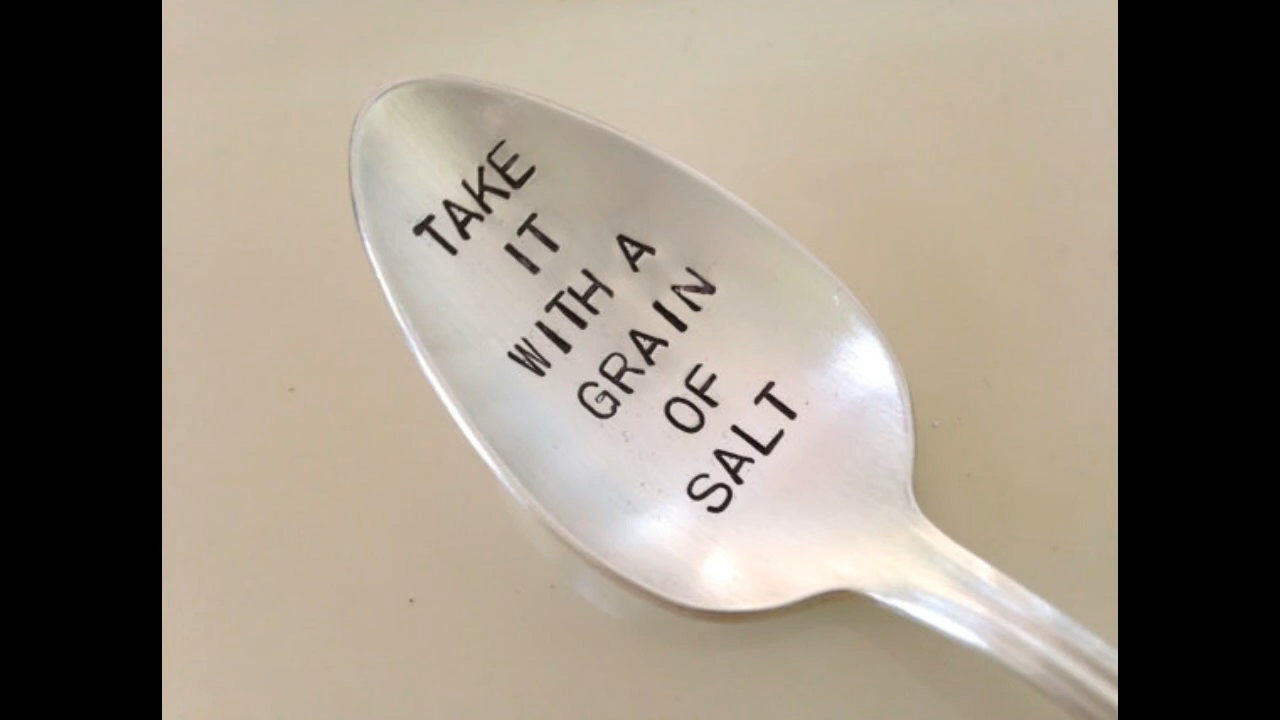 TAKE
IT
WITH A
GRAIN
OF
SALT